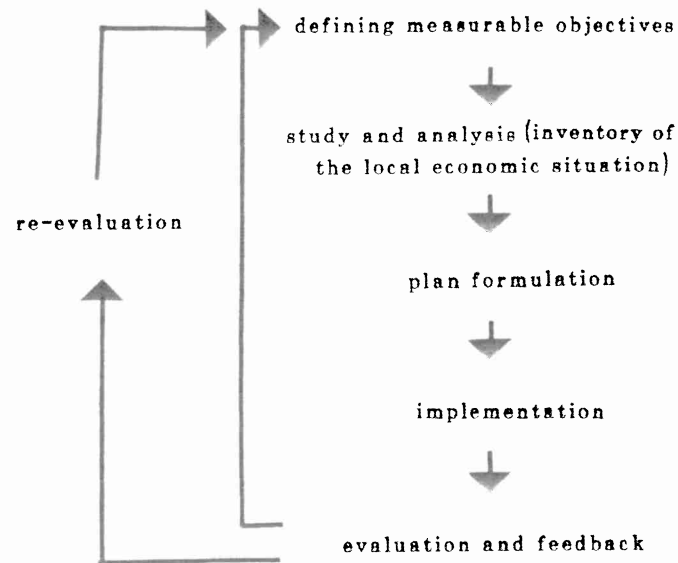 defining measurable objectives
study and analysis (inventory of
the local economic situation)
re-evaluation
plan formulation
implementation
evaluation and feedback